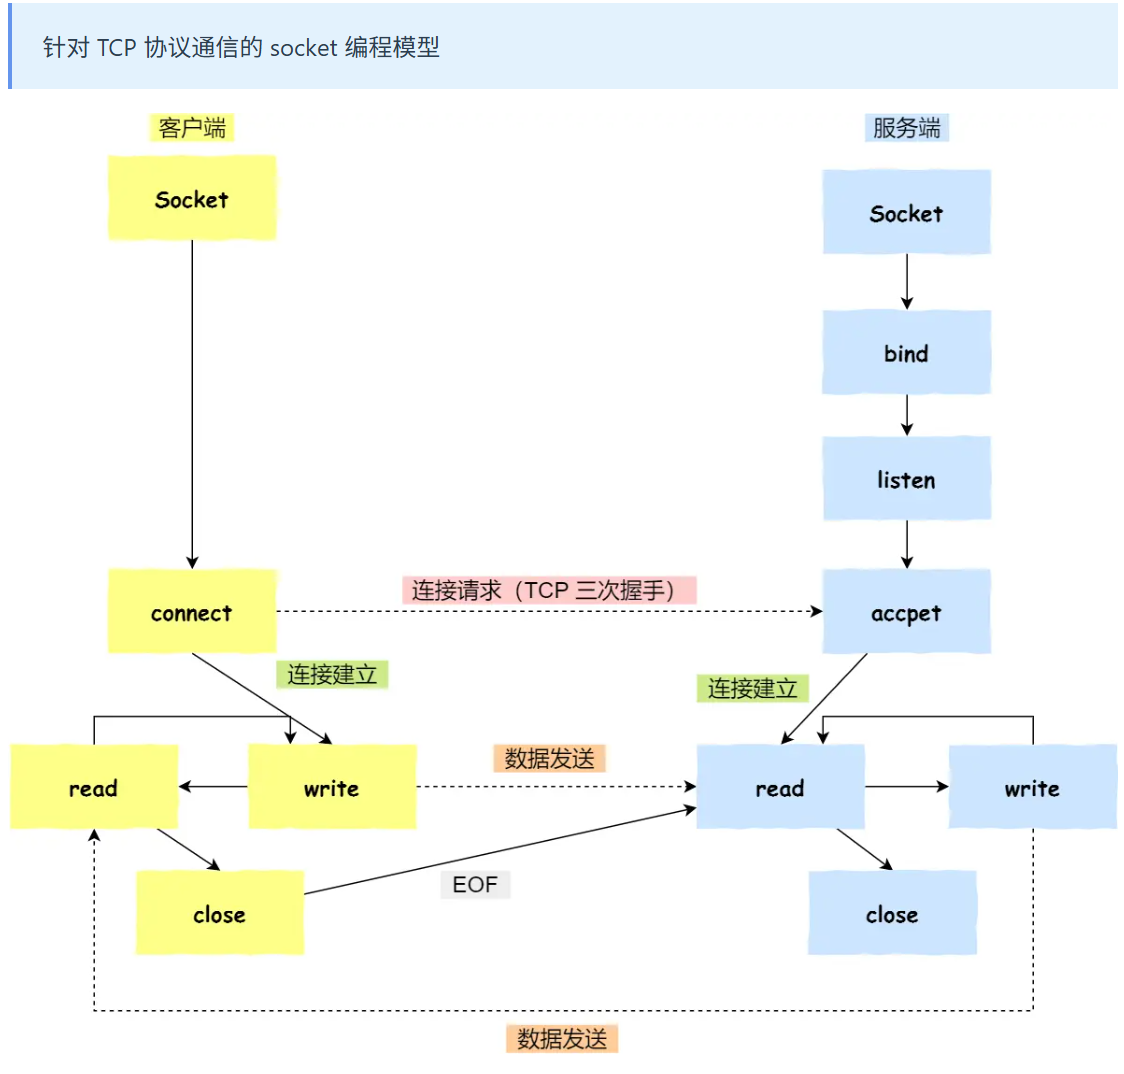 针对 TCP 协议通信的 socket 编程模型
客户端
服务端
Socket
Socket
bind
listen
connect
连接请求（TCP 三次握手）
accpet
连接建立
连接建立
read
write
数据发送
read
write
close
EOF
close
数据发送